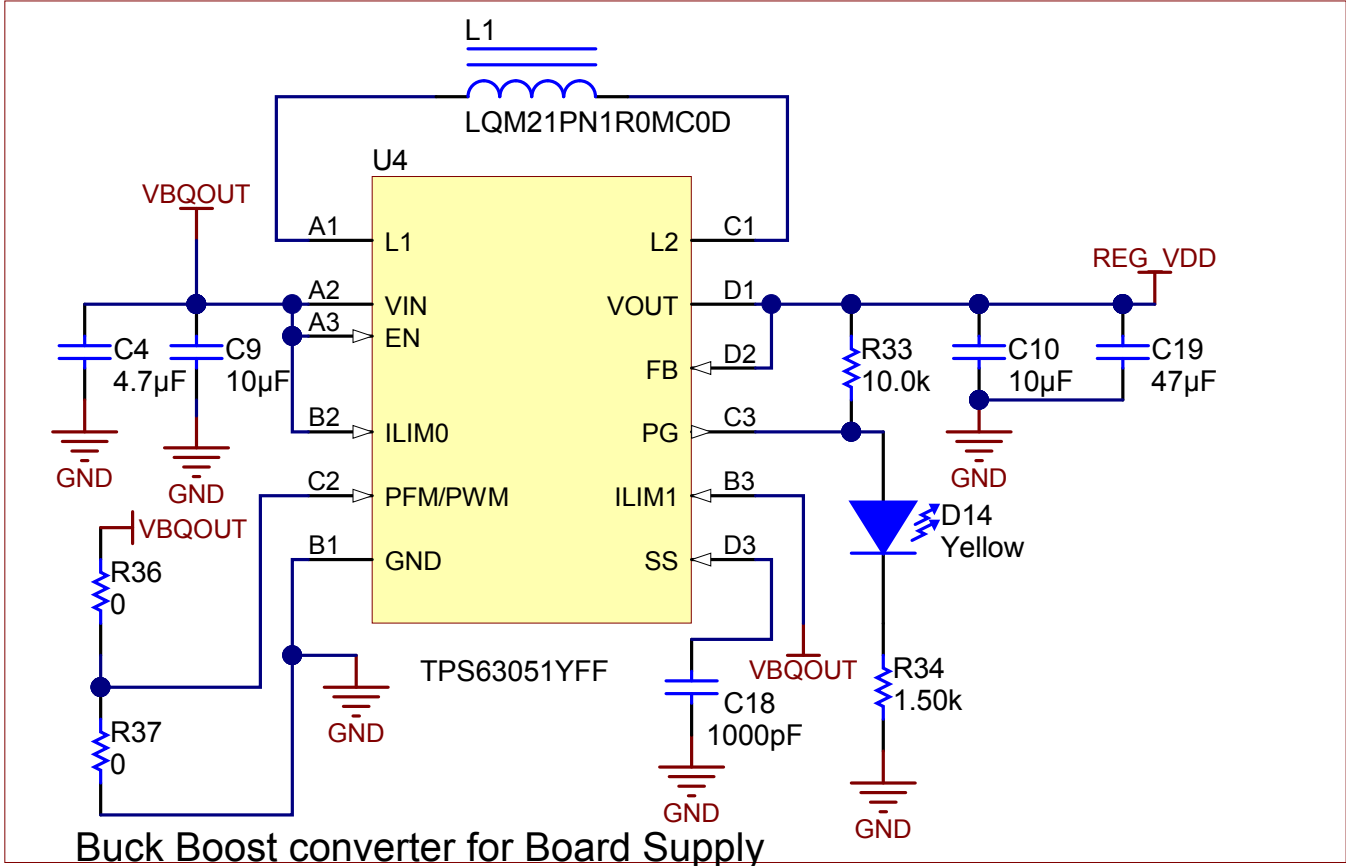 L1
LQM21PN1R0MC0D
U4
VBQOUT
A1
L1
L2
C1
REG_VDD
A2
VIN
VOUT
D1
A3
EN
C4
4.7µF
C9
10µF
FB
D2
R33
10.0k
C10
10µF
C19
47µF
B2
ILIM0
PG
C3
GND
GND
GND
C2
PFM/PWM
ILIM1
B3
VBQOUT
D14
Yellow
B1
GND
SS
D3
R36
0
TPS63051YFF
VBQOUT
R34
1.50k
C18
1000pF
GND
R37
0
GND
GND
Buck Boost converter for Board Supply